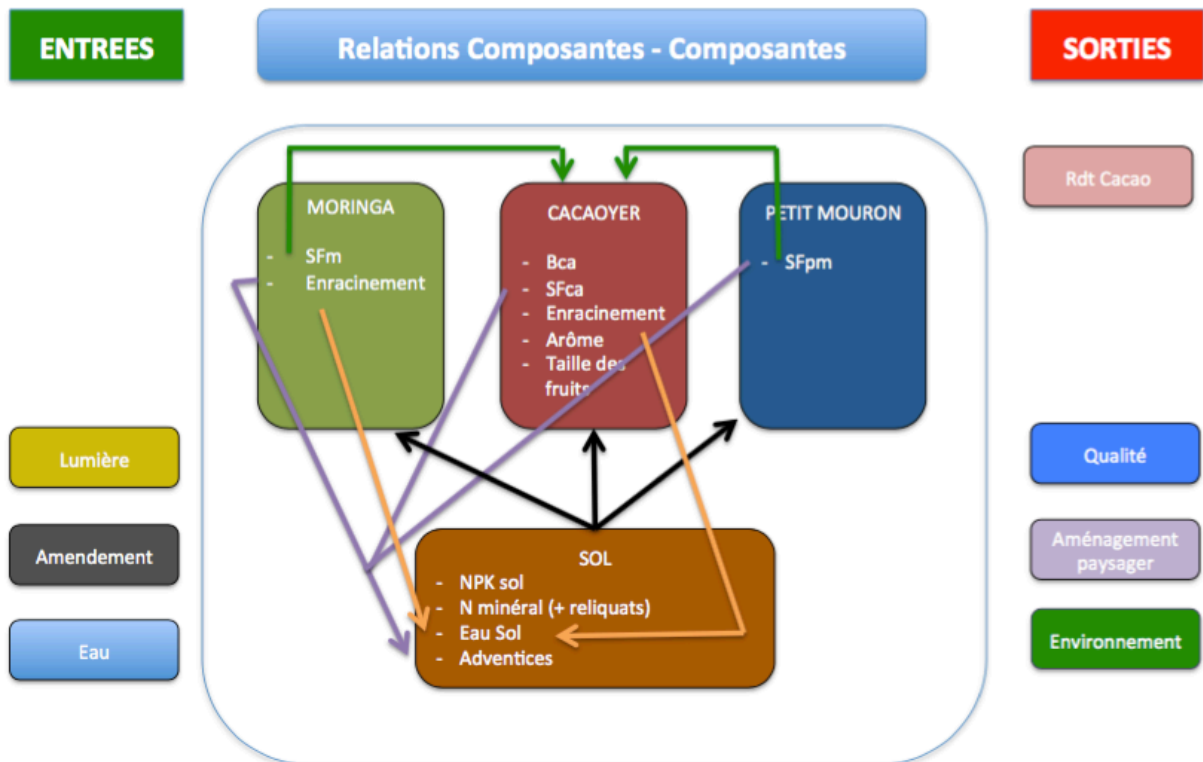 ENTREES
Relations Composantes - Composantes
SORTIES
MORINGA
- SFm
- Enracinement
CACAOYER
- Bca
- SFca
- Enracinement
- Arôme
- Taille des
fruits
PETIT MOURON
- SFpm
Rdt Cacao
Lumière
Amendement
Eau
SOL
- NPK sol
- N minéral (+ reliquats)
- Eau Sol
- Adventices
Qualité
Aménagement
paysager
Environnement